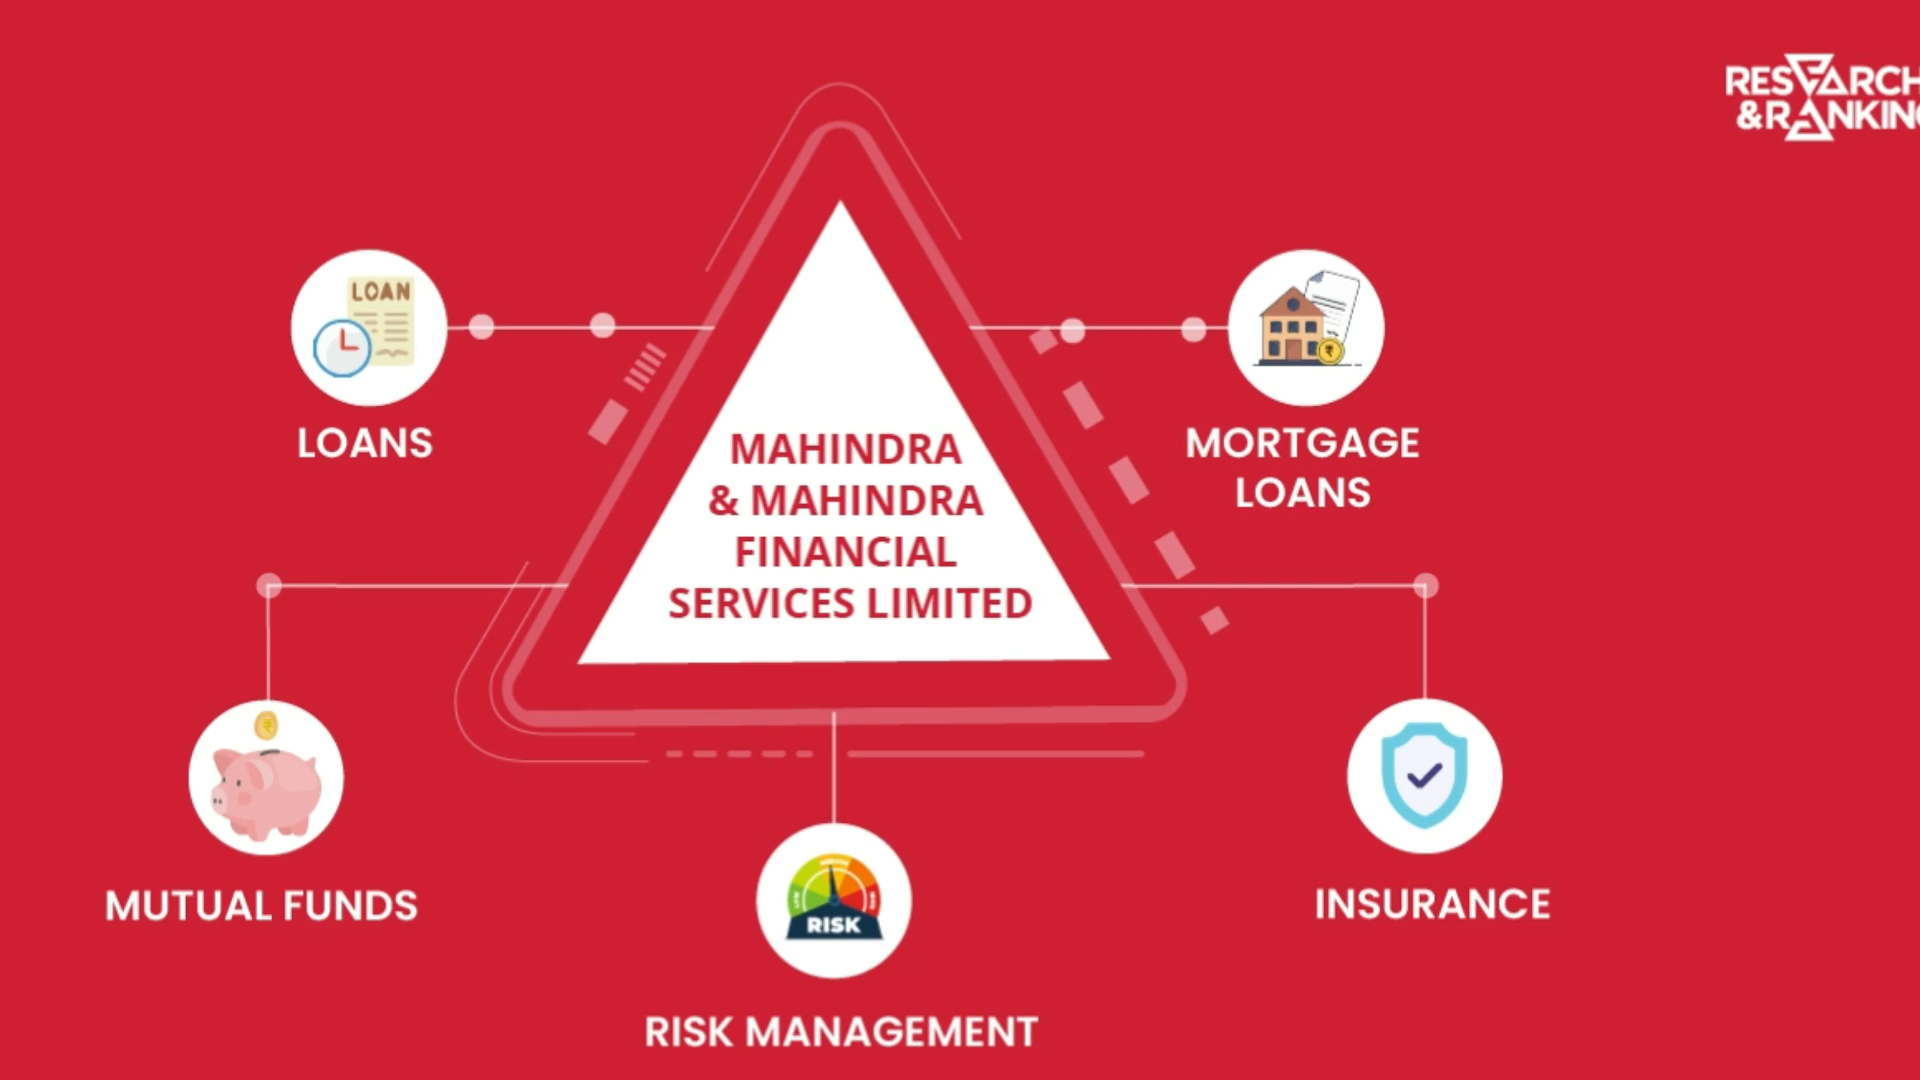 RESEARCH
&RANKING
LOAN
LOANS
MORTGAGE
LOANS
MAHINDRA
& MAHINDRA
FINANCIAL
SERVICES LIMITED
MUTUAL FUNDS
RISK
RISK MANAGEMENT
INSURANCE